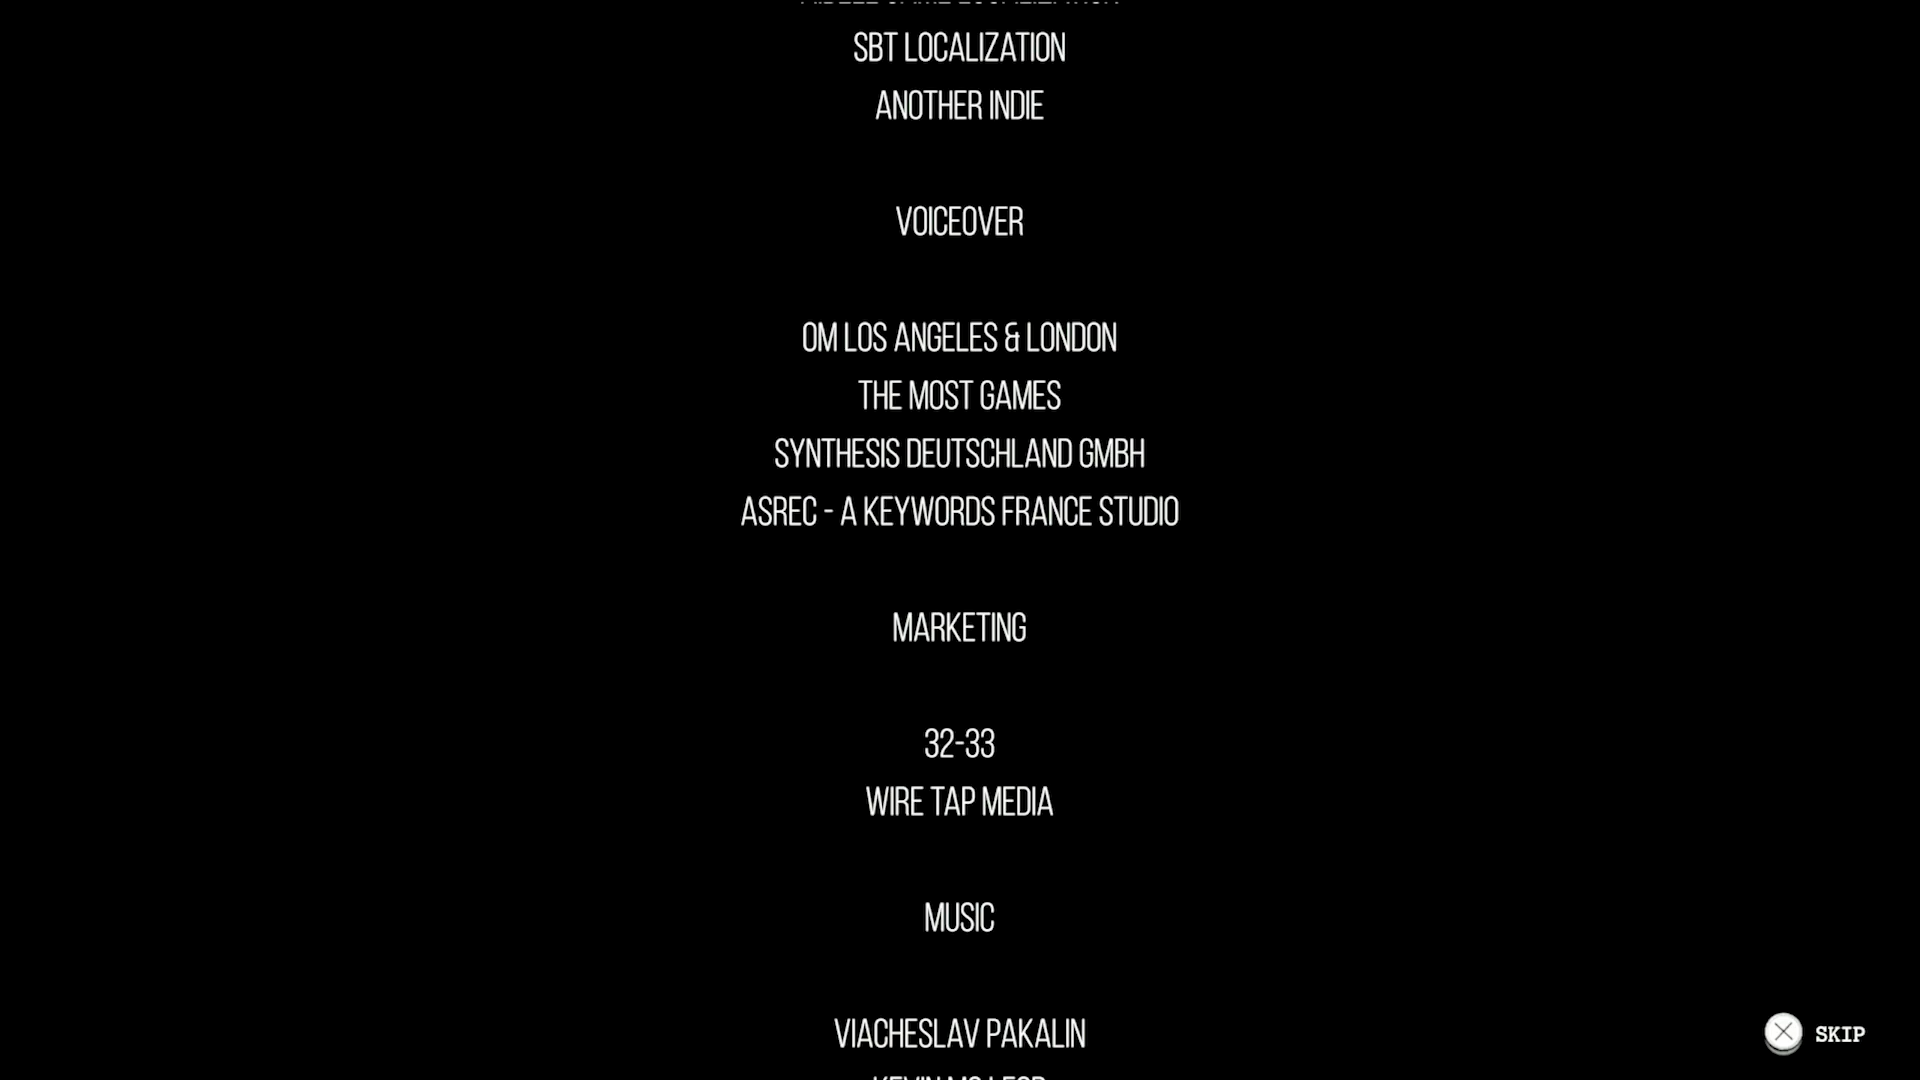 SBT LOCALIZATION
ANOTHER INDIE
VOICEOVER
OM LOS ANGELES & LONDON
THE MOST GAMES
SYNTHESIS DEUTSCHLAND GMBH
ASREC - A KEYWORDS FRANCE STUDIO
MARKETING
32-33
WIRE TAP MEDIA
MUSIC
VIACHESLAV PAKALIN
SKIP